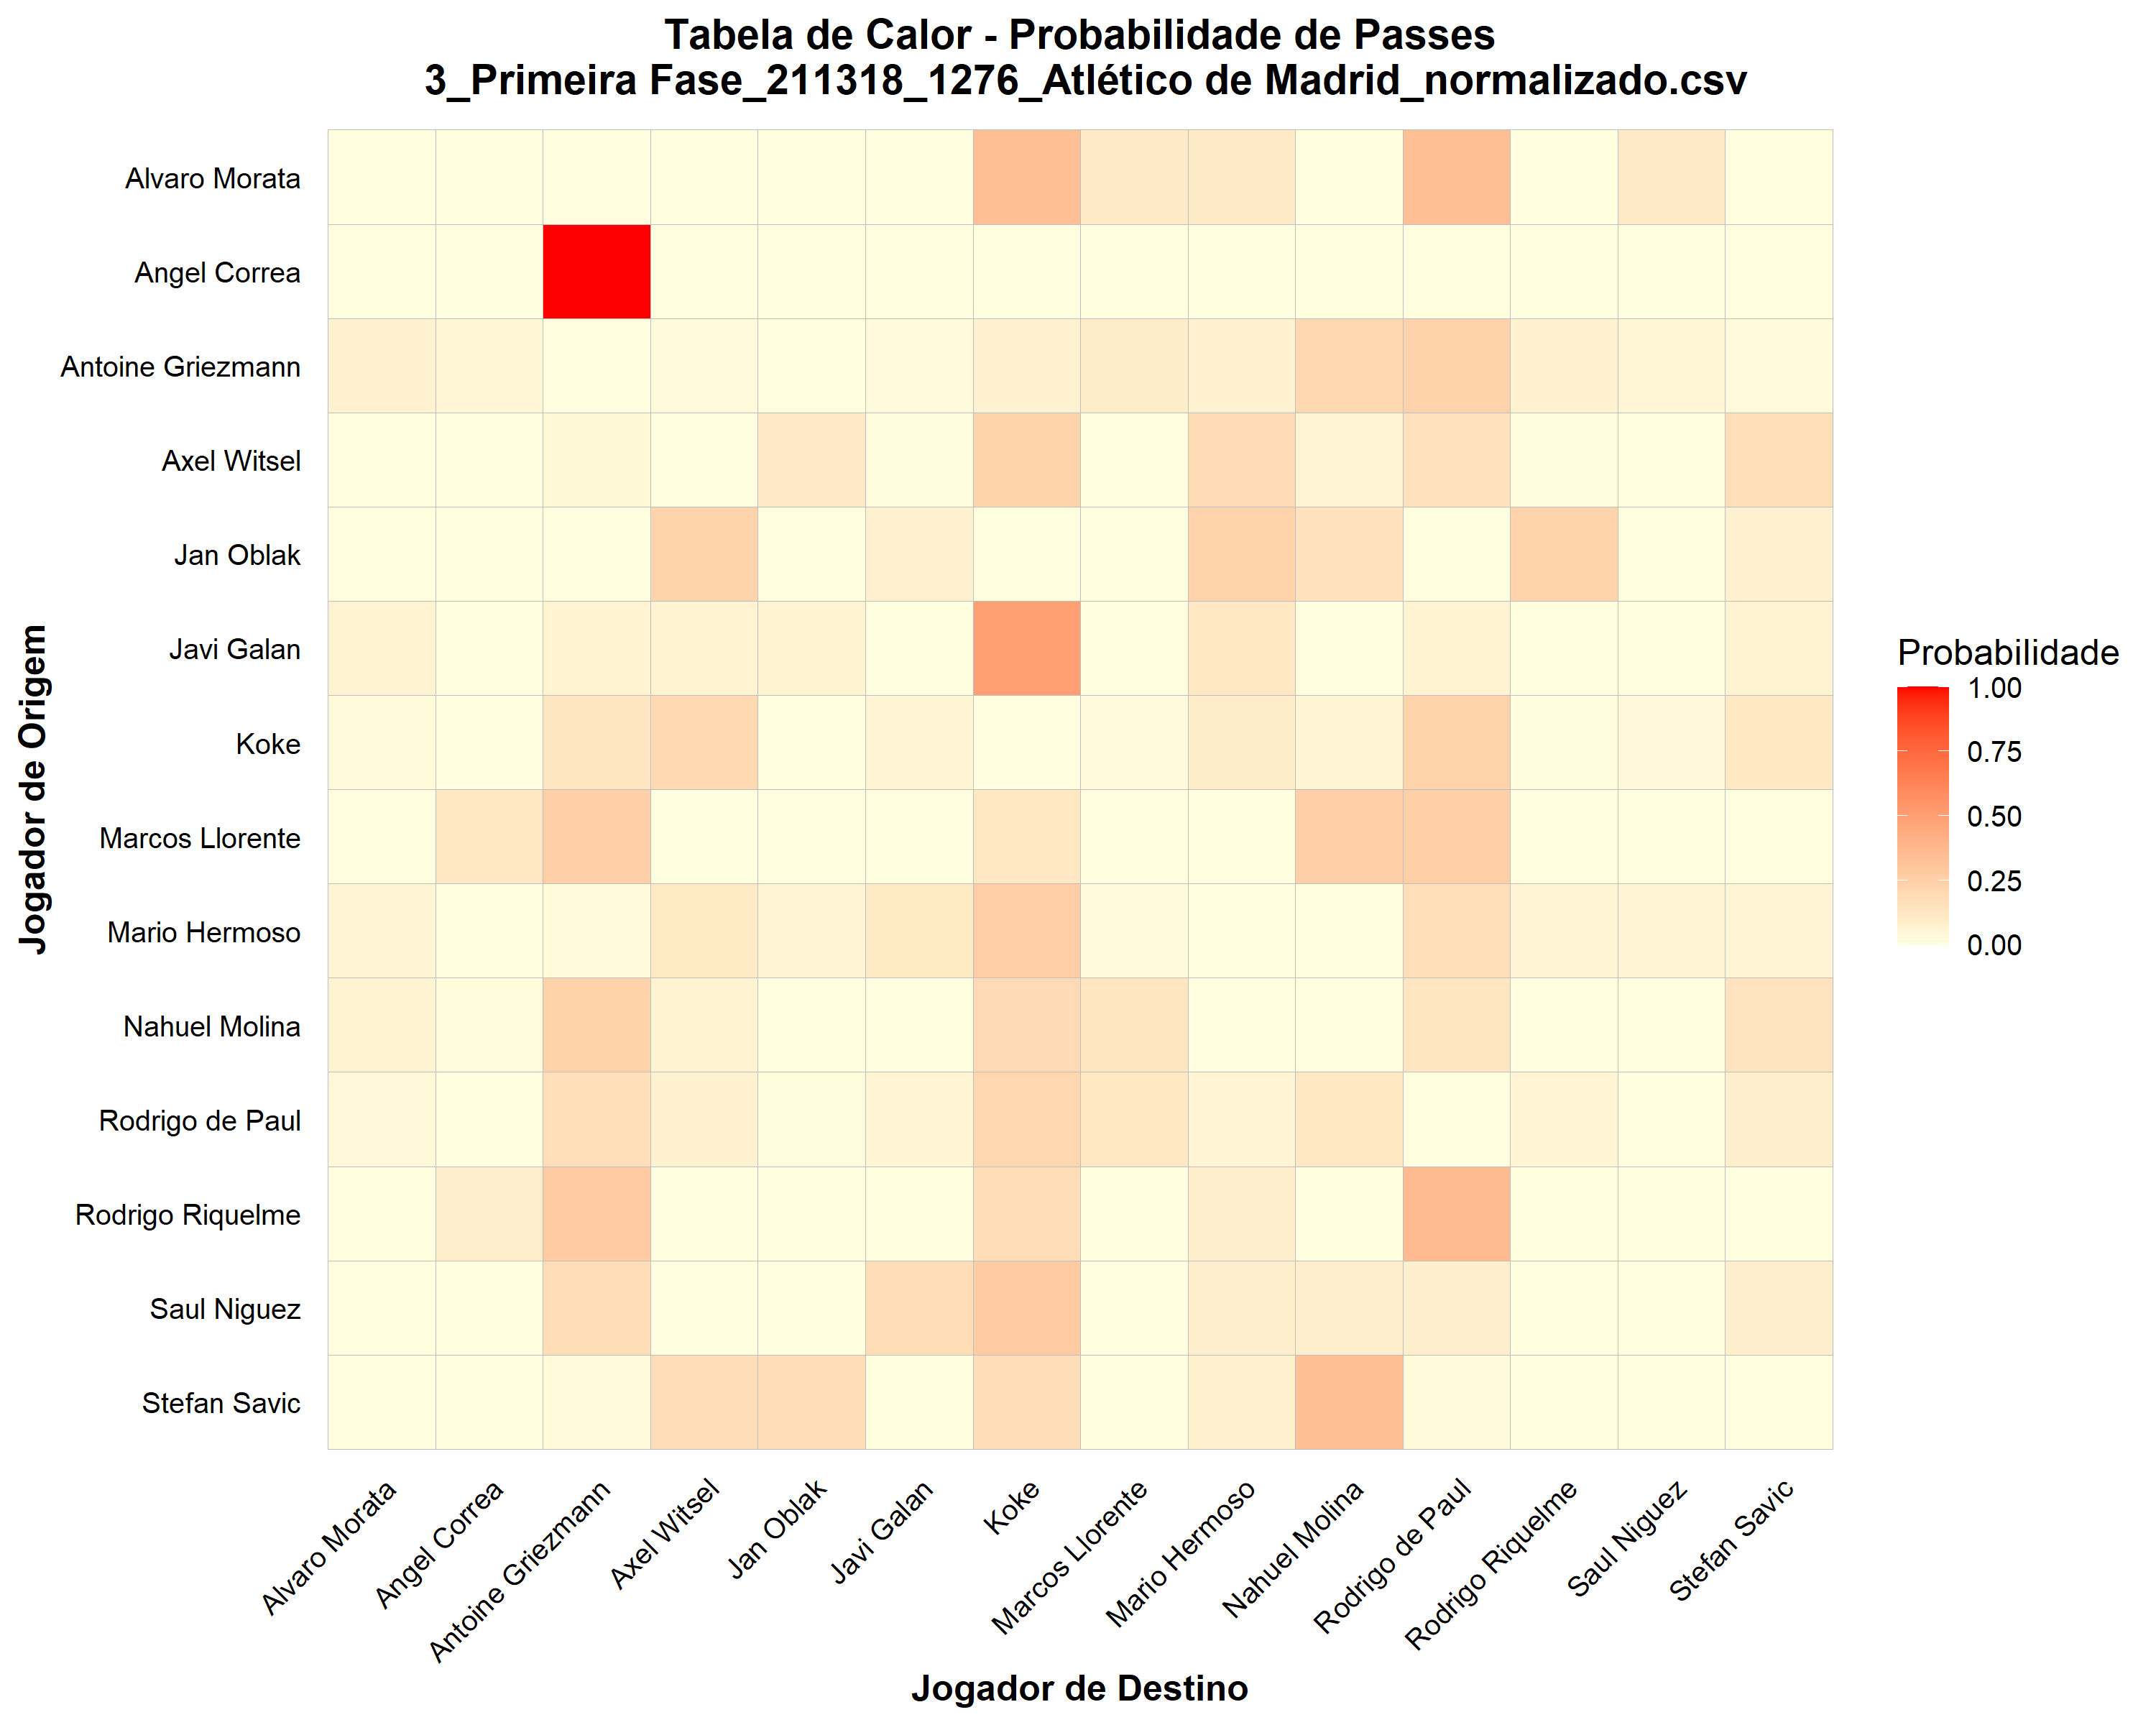 Tabela de Calor - Probabilidade de Passes
3_Primeira Fase_211318_1276_Atlético de Madrid_normalizado.csv
Jogador de Origem
Alvaro Morata
Angel Correa
Antoine Griezmann
Axel Witsel
Jan Oblak
Javi Galan
Koke
Marcos Llorente
Mario Hermoso
Nahuel Molina
Rodrigo de Paul
Rodrigo Riquelme
Saul Niguez
Stefan Savic
Alvaro Morata
Angel Correa
Antoine Griezmann
Axel Witsel
Jan Oblak
Javi Galan
Koke
Marcos Llorente
Mario Hermoso
Nahuel Molina
Rodrigo de Paul
Rodrigo Riquelme
Saul Niguez
Stefan Savic
Jogador de Destino
Probabilidade
1.00
0.75
0.50
0.25
0.00